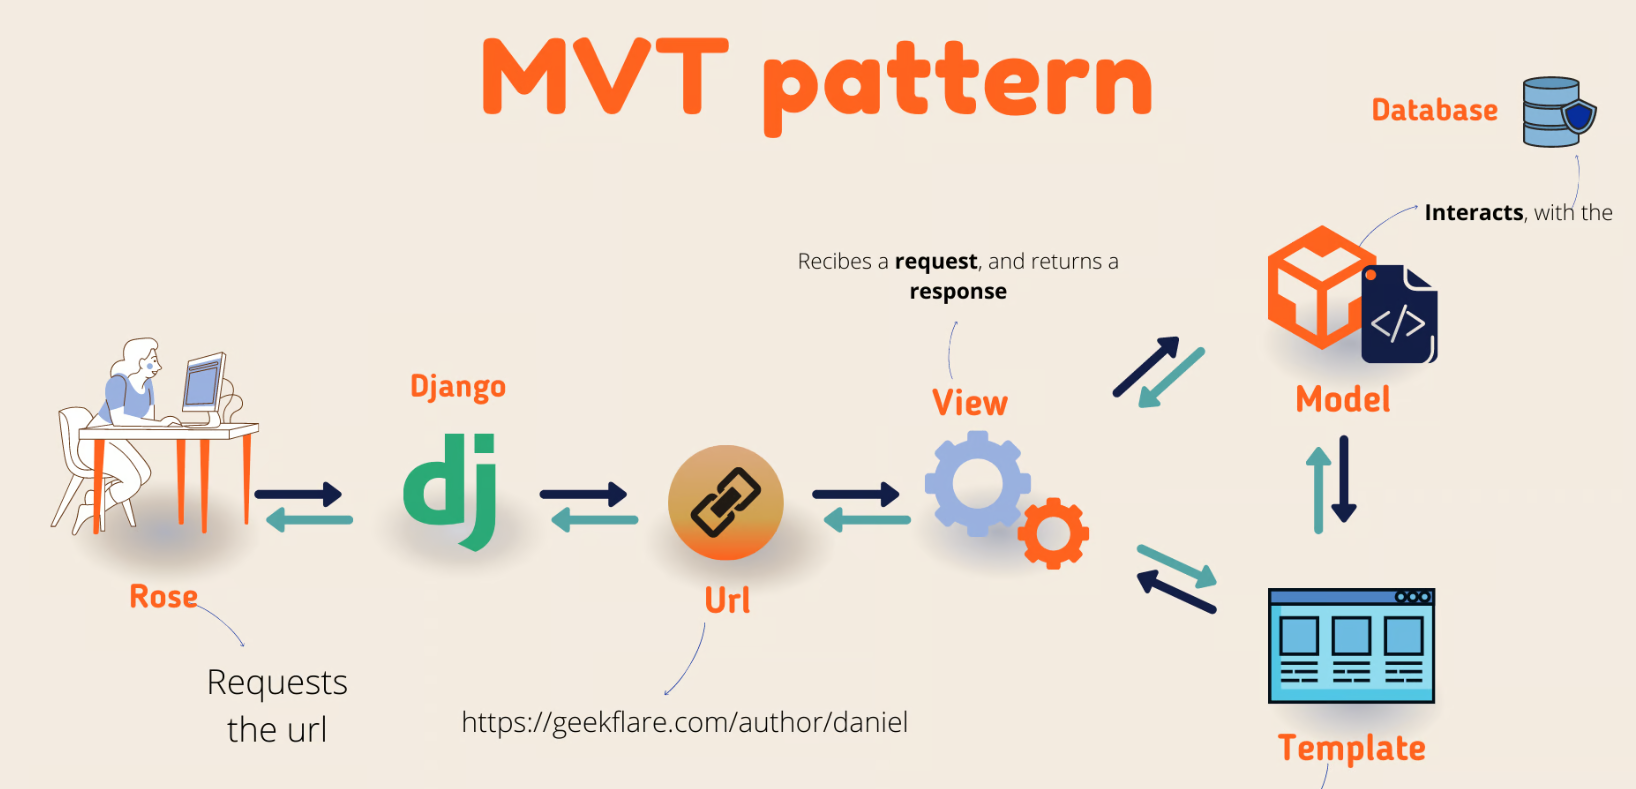 MVT pattern
Database
Interacts, with the
Recibes a request, and returns a
response
Django
View
Model
</>
dj
Rose
Url
Requests
the url
https://geekflare.com/author/daniel
Template